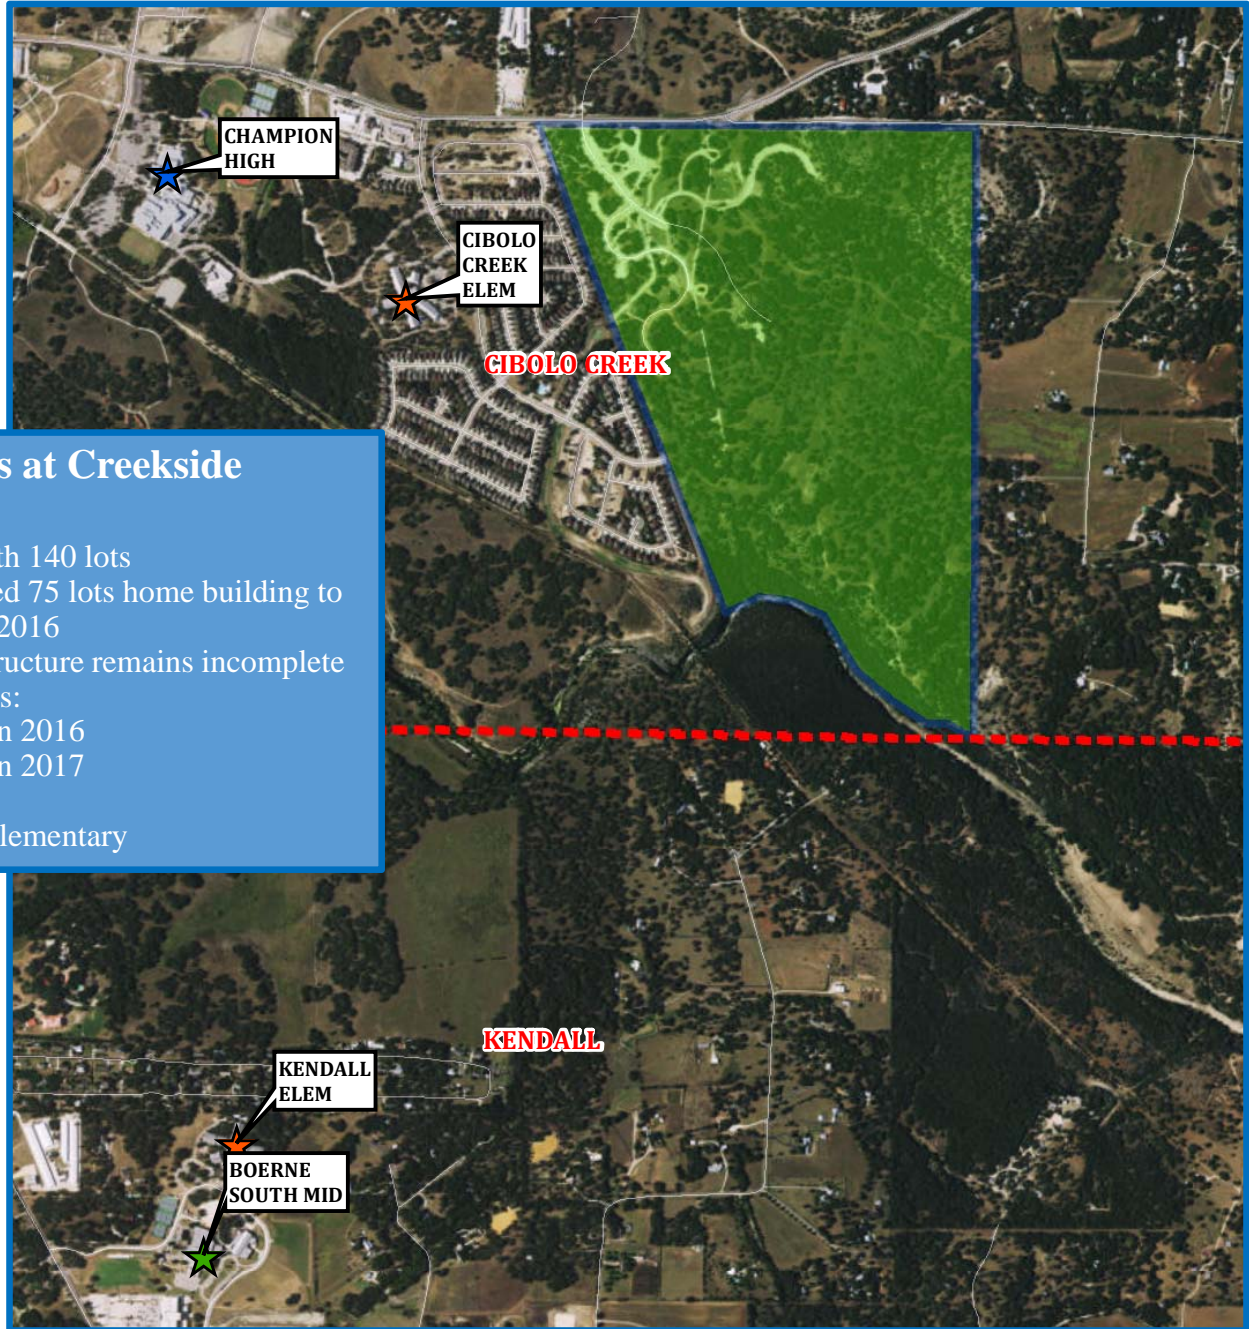 CHAMPION
HIGH
CIBOLO
CREEK
ELEM
CIBOLO CREEK
s at Creekside
th 140 lots
ed 75 lots home building to
2016
ructure remains incomplete
s:
n 2016
n 2017
lementary
KENDALL
KENDALL
ELEM
BOERNE
SOUTH MID